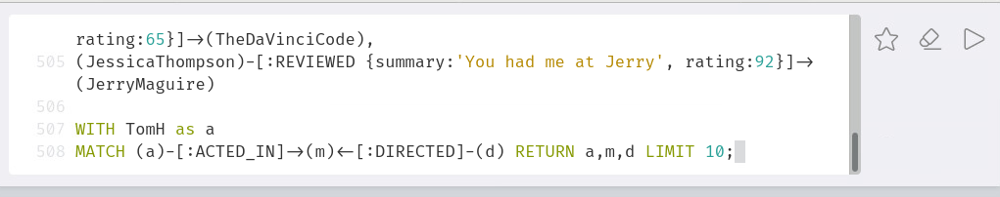 rating:65}]->(TheDaVinciCode),
505 (JessicaThompson)-[:REVIEWED {summary:'You had me at Jerry', rating:92}]->
(JerryMaguire)
506
507 WITH TomH as a
508 MATCH (a)-[:ACTED_IN]->(m)<-[:DIRECTED]-(d) RETURN a,m,d LIMIT 10;